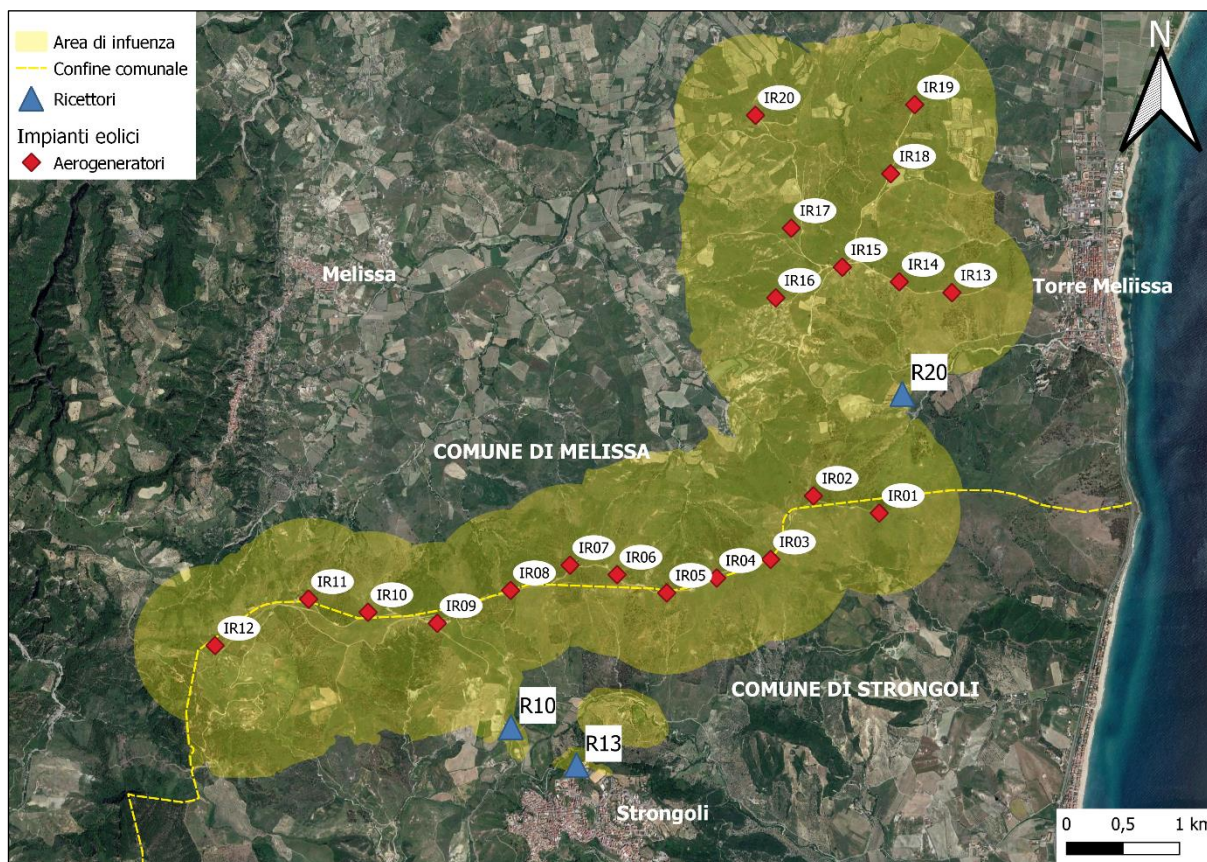 Area di infuenza
Confine comunale
Ricettori
Impianti eolici
Aerogeneratori
N
IR20
IR19
IR18
IR17
IR15
IR14
IR13
IR16
Melissa
Torre Meliissa
R20
COMUNE DI MELISSA
IR02
IR01
IR03
IR07
IR06
IR04
IR05
IR08
IR11
IR10
IR09
IR12
COMUNE DI STRONGOLI
R10
R13
Strongoli
0 0,5 1 km